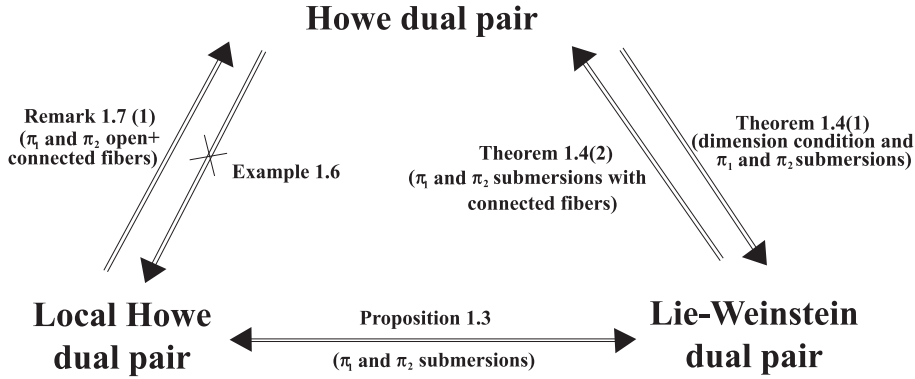 Howe dual pair
Remark 1.7 (1)
(π₁ and π₂ open+
connected fibers)
Example 1.6
Theorem 1.4(2)
(π₁ and π₂ submersions with
connected fibers)
Theorem 1.4(1)
(dimension condition and
π₁ and π₂ submersions)
Local Howe
dual pair
Proposition 1.3
(π₁ and π₂ submersions)
Lie-Weinstein
dual pair